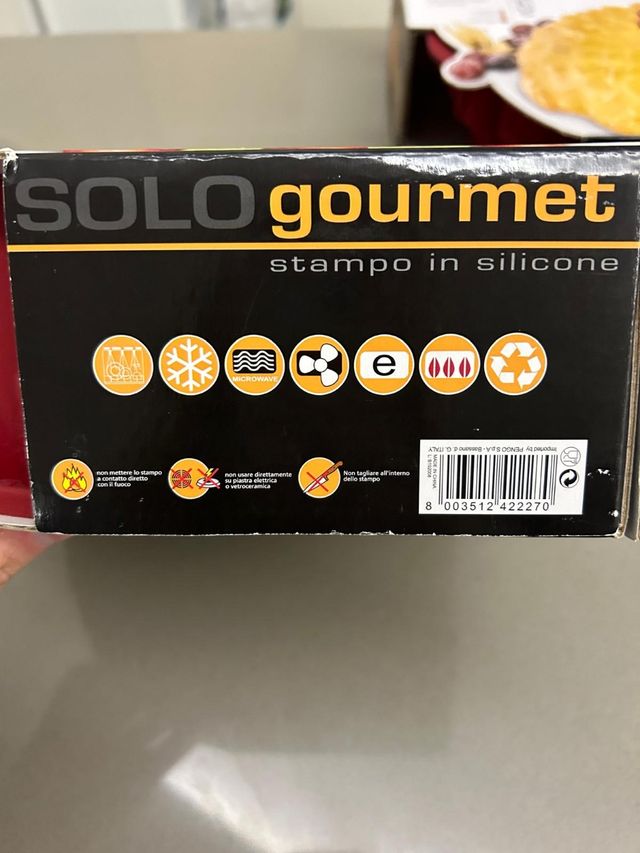 SOLO gourmet
stampo in silicone
MICROWAVE
e
non mettere lo stampo
a contatto diretto
con il fuoco
non usare direttamente
su piastra elettrica
o vetroceramica
Non tagliare all'interno
dello stampo
Imported by PENGO S.p.A.-Bassano d. G. ITALY
MADE IN CHINA
8 003512 422270